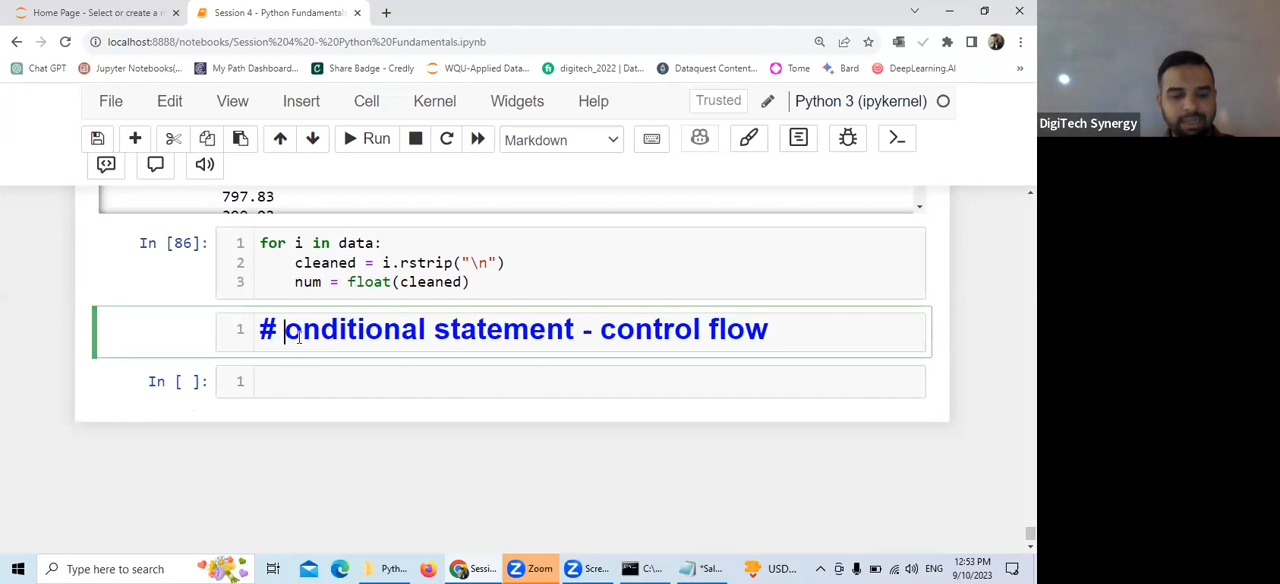 Home Page - Select or create a n
Session 4 - Python Fundamentals
localhost:8888/notebooks/Session%204%20-%20Python%20Fundamentals.ipynb
Chat GPT
Jupyter Notebooks(...
My Path Dashboard...
Share Badge - Credly
WQU-Applied Data...
digitech_2022 | Dat...
Dataquest Content...
Tome
Bard
DeepLearning.AI
»
File Edit View Insert Cell Kernel Widgets Help Trusted Python 3 (ipykernel)
Run Markdown
797.83
In [86]:
1 for i in data:
2 cleaned = i.rstrip("\n")
3 num = float(cleaned)
1 # onditional statement - control flow
In [ ]: 1
DigiTech Synergy
Type here to search
Pyth...
Sessi...
Zoom
Scre...
C:\...
*Sal...
USD...
ENG
12:53 PM
9/10/2023